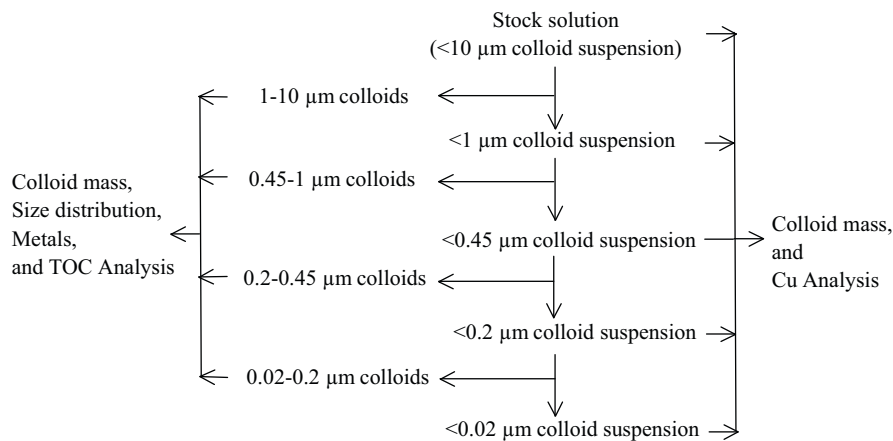 Stock solution
(<10 µm colloid suspension)
1-10 µm colloids
<1 µm colloid suspension
0.45-1 µm colloids
Colloid mass,
Size distribution,
Metals,
and TOC Analysis
<0.45 µm colloid suspension
Colloid mass,
and
Cu Analysis
0.2-0.45 µm colloids
<0.2 µm colloid suspension
0.02-0.2 µm colloids
<0.02 µm colloid suspension